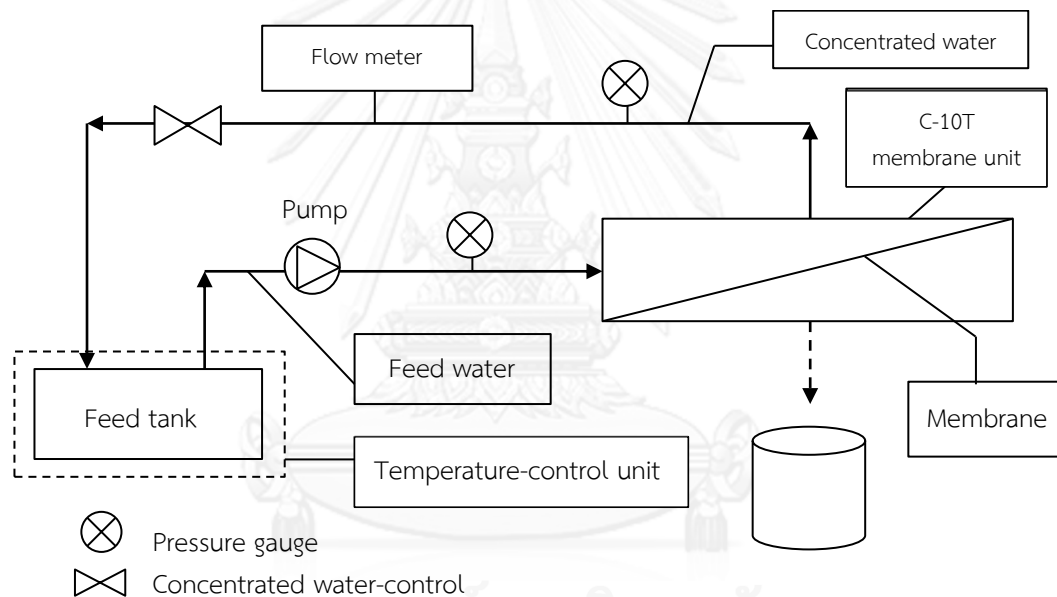 Flow meter
Concentrated water
C-10T
membrane unit
Pump
Feed water
Feed tank
Membrane
Temperature-control unit
Pressure gauge
Concentrated water-control